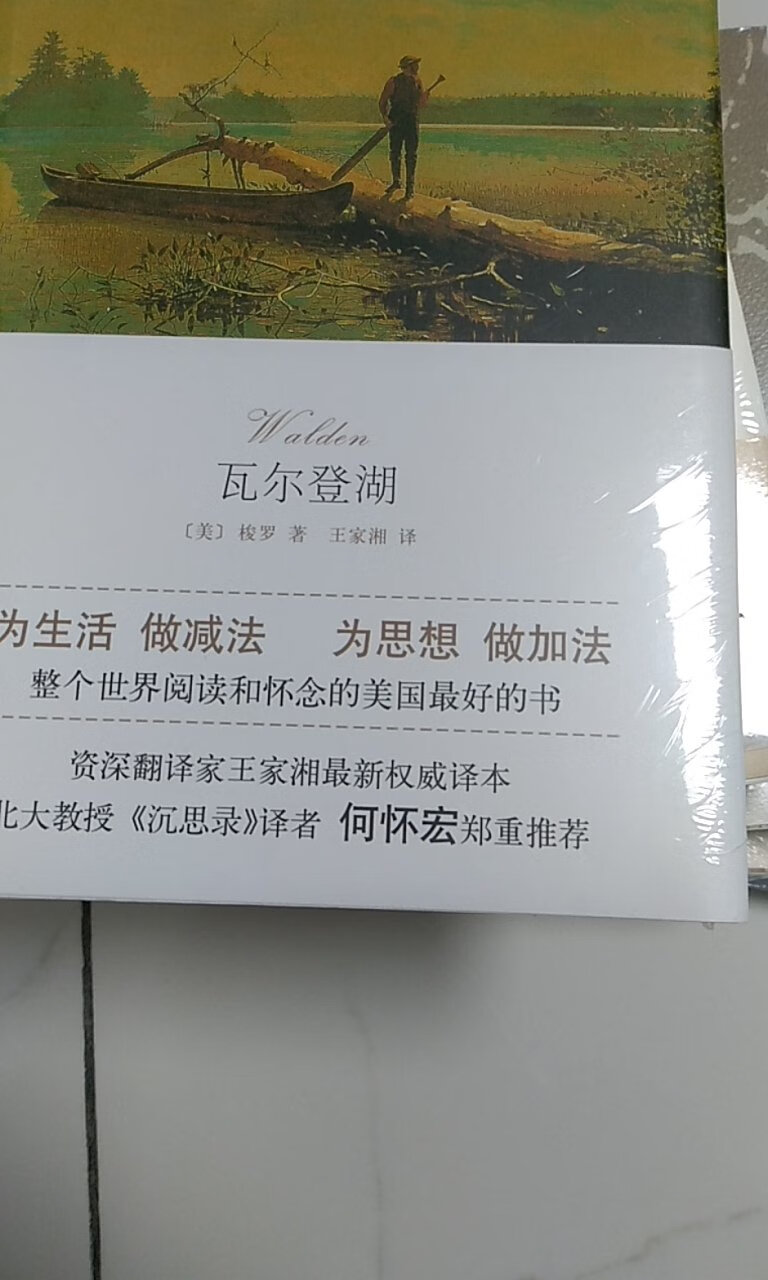 Walden
瓦尔登湖
〔美〕梭罗 著 王家湘 译
为生活 做减法 为思想 做加法
整个世界阅读和怀念的美国最好的书
资深翻译家王家湘最新权威译本
北大教授《沉思录》译者 何怀宏郑重推荐